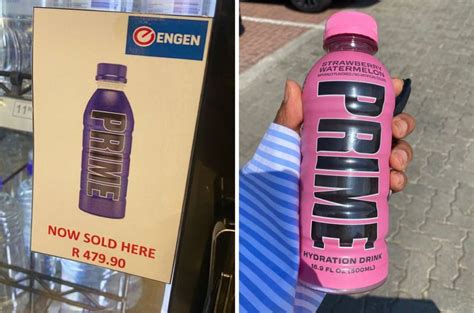 ENGEN
PRIME
NOW SOLD HERE
R 479.90
STRAWBERRY
WATERMELON
PRIME
HYDRATION DRINK
16.9 FL OZ (500ML)